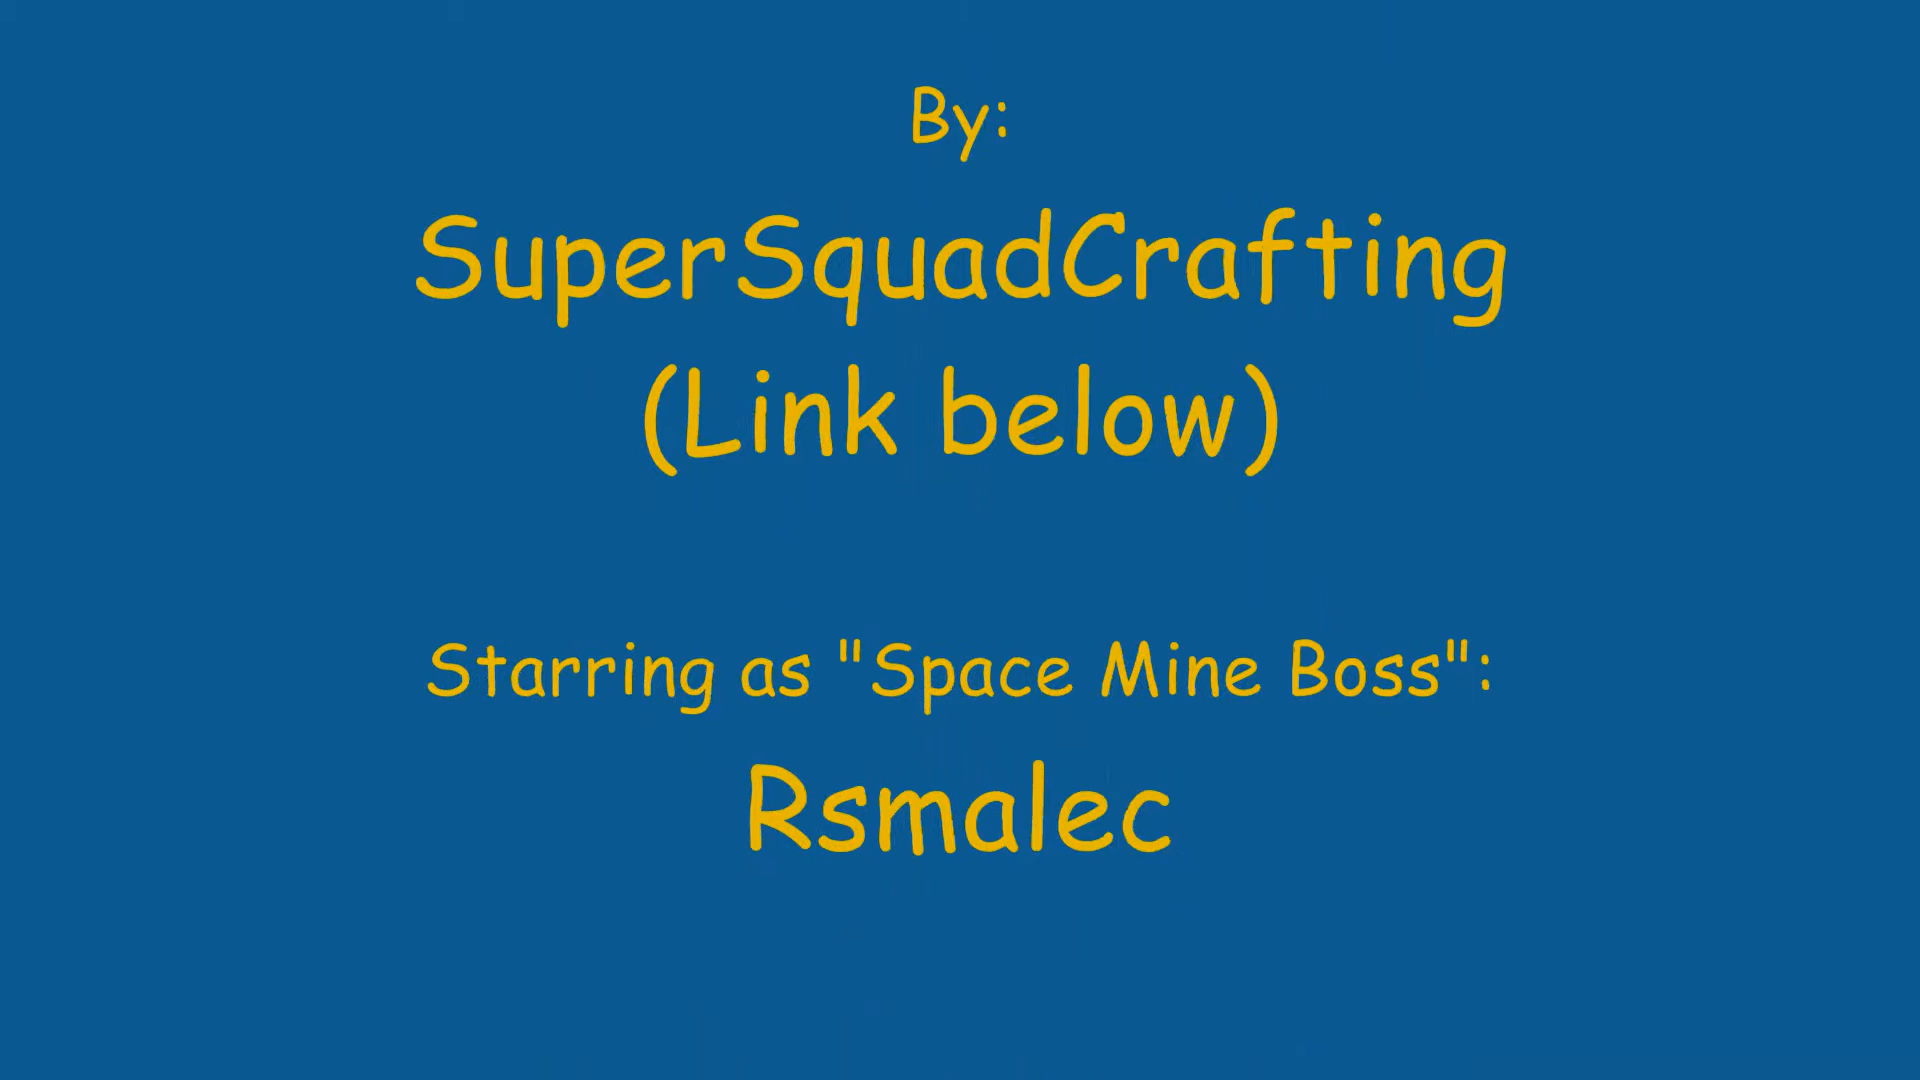 By:
SuperSquadCrafting
(Link below)
Starring as "Space Mine Boss":
Rsmalec